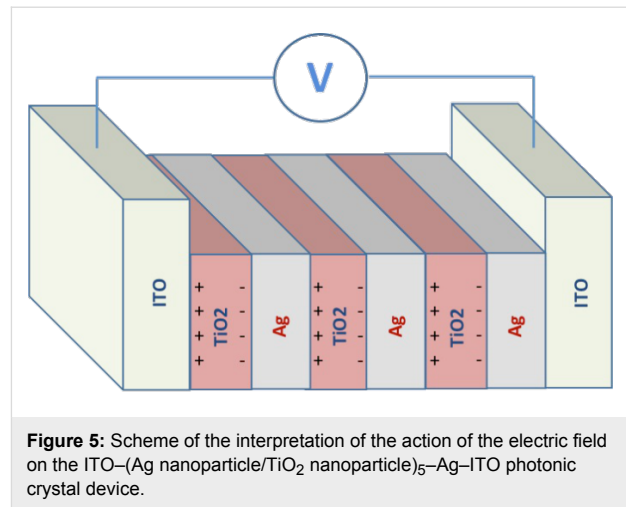 V
ITO
+ -
+ -
+ -
+ -
TiO2
Ag
+ -
+ -
+ -
+ -
TiO2
Ag
+ -
+ -
+ -
+ -
TiO2
Ag
ITO
Figure 5: Scheme of the interpretation of the action of the electric field
on the ITO–(Ag nanoparticle/TiO₂ nanoparticle)₅–Ag–ITO photonic
crystal device.